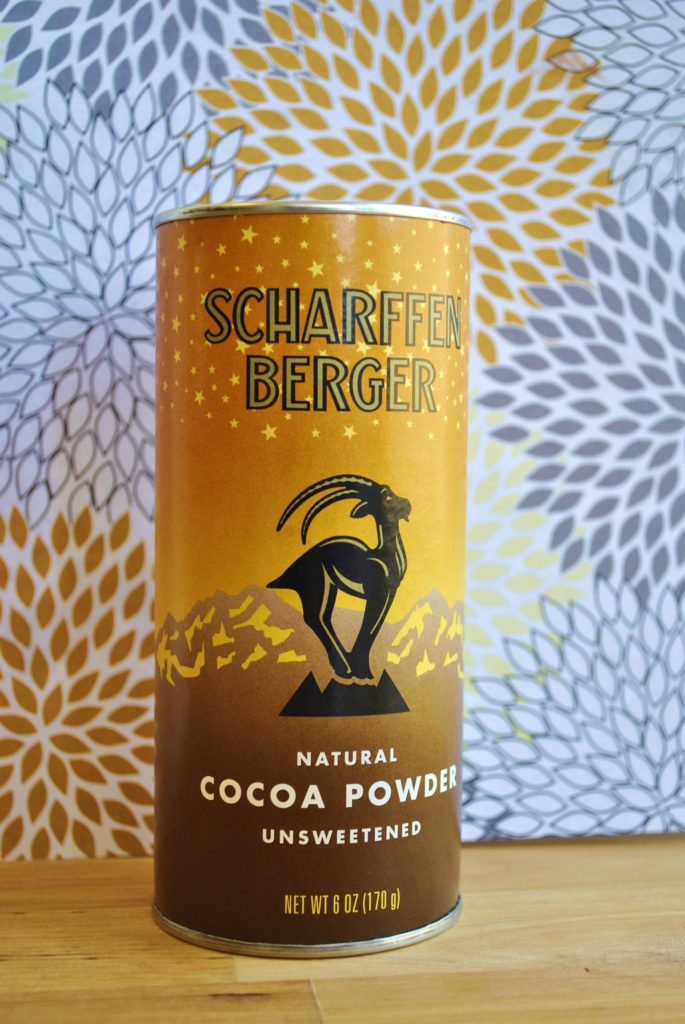 SCHARFFEN
BERGER
NATURAL
COCOA POWDER
UNSWEETENED
NET WT 6 OZ (170 g)